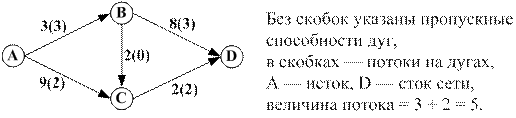 B
3(3)
8(3)
A
2(0)
D
9(2)
2(2)
C
Без скобок указаны пропускные
способности дуг,
в скобках — потоки на дугах,
A — исток, D — сток сети,
величина потока = 3 + 2 = 5.